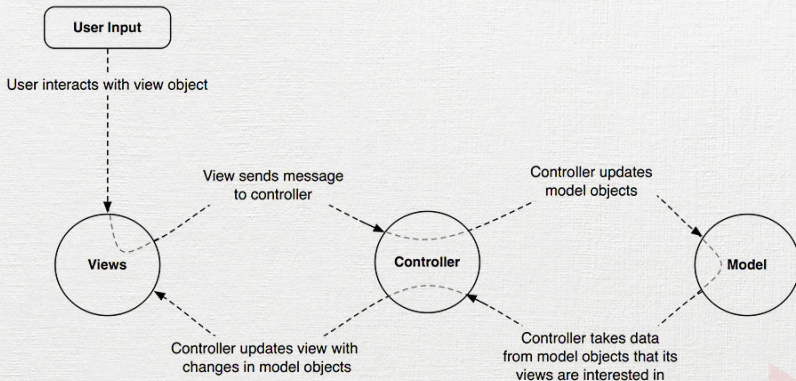 User Input
User interacts with view object
View sends message
to controller
Controller updates
model objects
Views
Controller
Model
Controller updates view with
changes in model objects
Controller takes data
from model objects that its
views are interested in